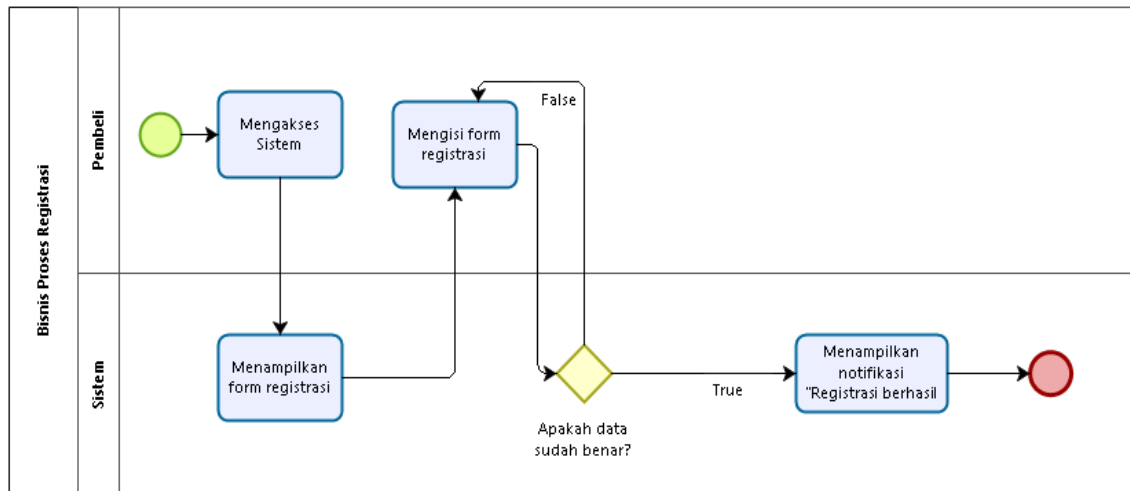 Bisnis Proses Registrasi
Pembeli
Mengakses
Sistem
Mengisi form
registrasi
False
Sistem
Menampilkan
form registrasi
Apakah data
sudah benar?
True
Menampilkan
notifikasi
"Registrasi berhasil